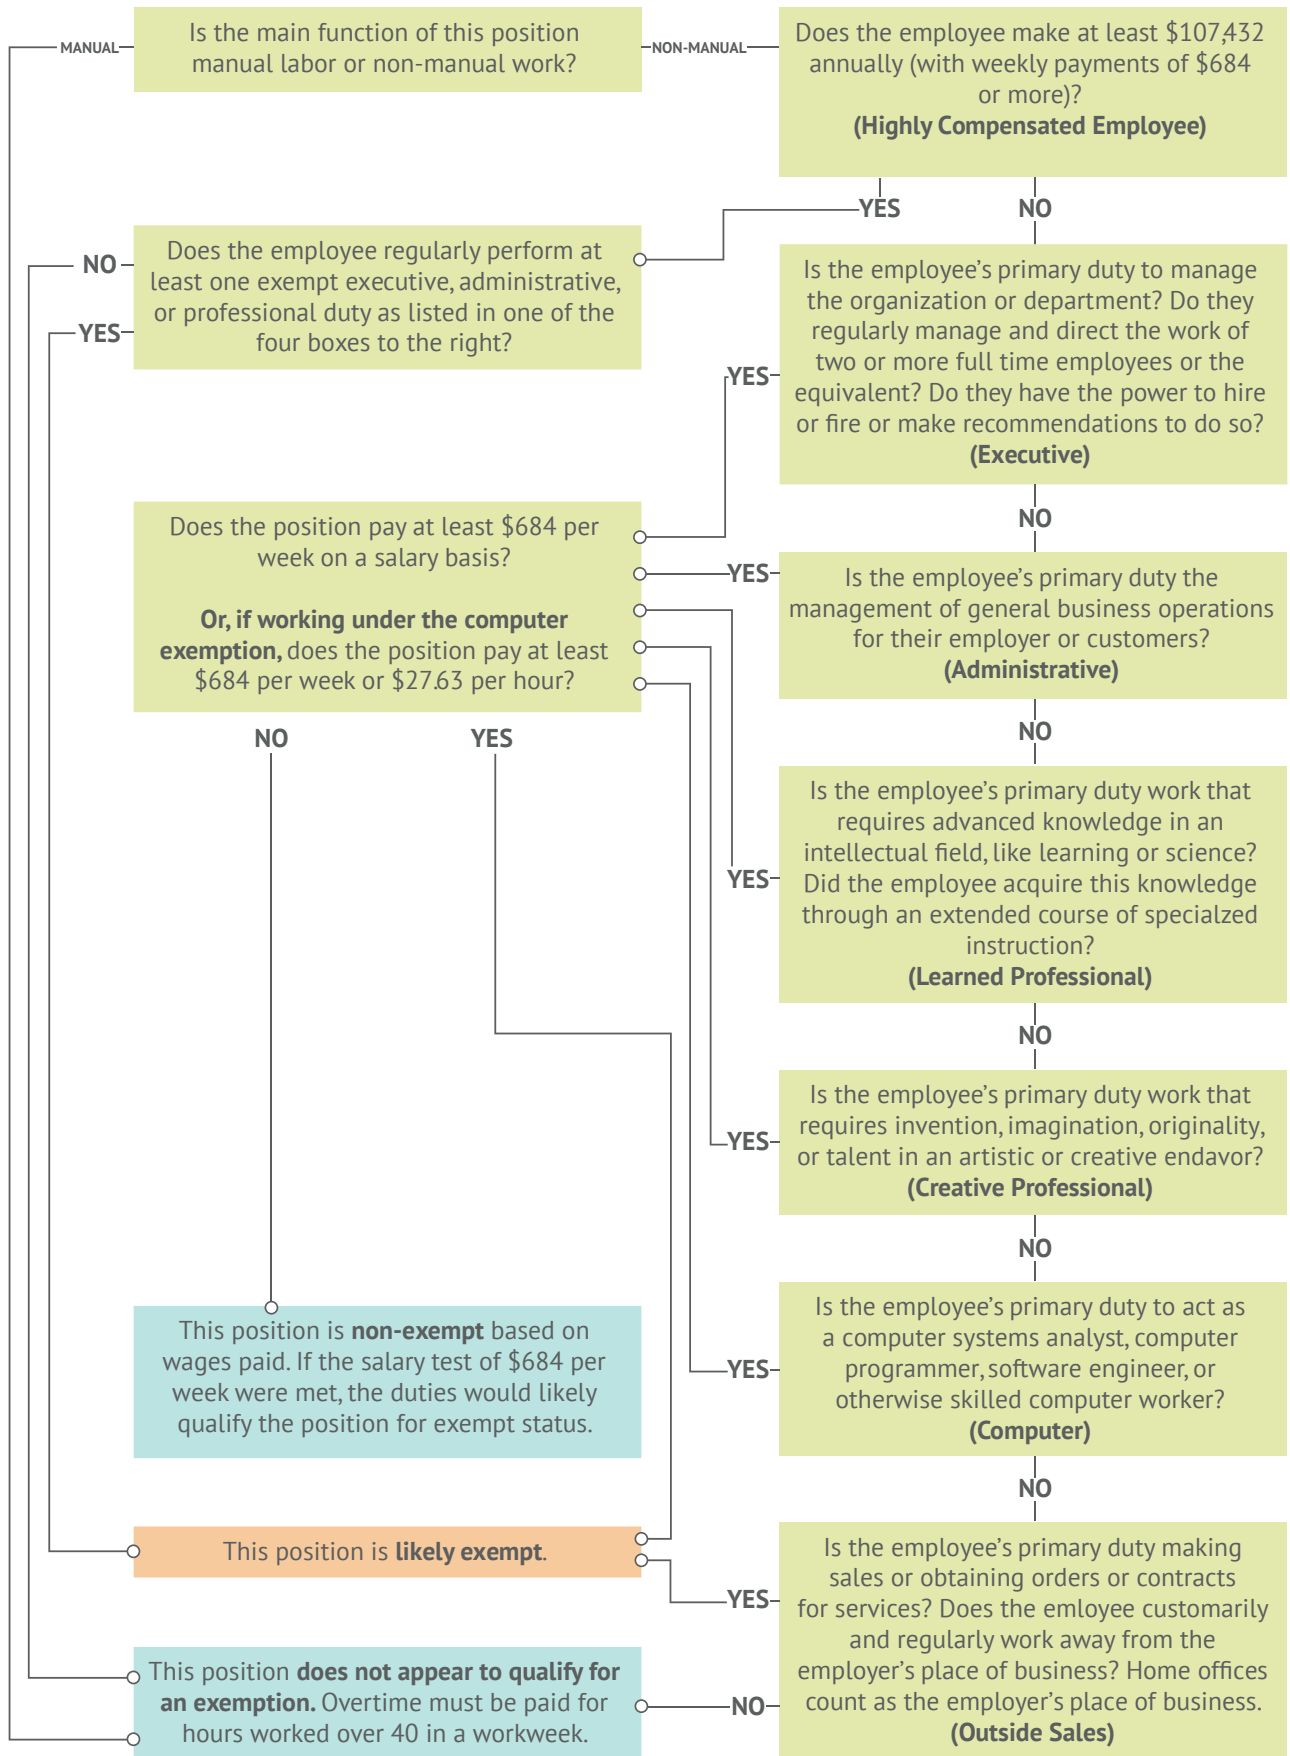 Is the main function of this position
manual labor or non-manual work?
MANUAL
NON-MANUAL
Does the employee make at least $107,432
annually (with weekly payments of $684
or more)?
(Highly Compensated Employee)
YES
NO
Does the employee regularly perform at
least one exempt executive, administrative,
or professional duty as listed in one of the
four boxes to the right?
NO
YES
Is the employee's primary duty to manage
the organization or department? Do they
regularly manage and direct the work of
two or more full time employees or the
equivalent? Do they have the power to hire
or fire or make recommendations to do so?
(Executive)
YES
NO
Does the position pay at least $684 per
week on a salary basis?
Or, if working under the computer
exemption, does the position pay at least
$684 per week or $27.63 per hour?
NO
YES
Is the employee's primary duty the
management of general business operations
for their employer or customers?
(Administrative)
YES
NO
Is the employee's primary duty work that
requires advanced knowledge in an
intellectual field, like learning or science?
Did the employee acquire this knowledge
through an extended course of specialzed
instruction?
(Learned Professional)
YES
NO
Is the employee's primary duty work that
requires invention, imagination, originality,
or talent in an artistic or creative endavor?
(Creative Professional)
YES
NO
Is the employee's primary duty to act as
a computer systems analyst, computer
programmer, software engineer, or
otherwise skilled computer worker?
(Computer)
YES
NO
This position is non-exempt based on
wages paid. If the salary test of $684 per
week were met, the duties would likely
qualify the position for exempt status.
This position is likely exempt.
Is the employee's primary duty making
sales or obtaining orders or contracts
for services? Does the emloyee customarily
and regularly work away from the
employer's place of business? Home offices
count as the employer's place of business.
(Outside Sales)
YES
NO
This position does not appear to qualify for
an exemption. Overtime must be paid for
hours worked over 40 in a workweek.